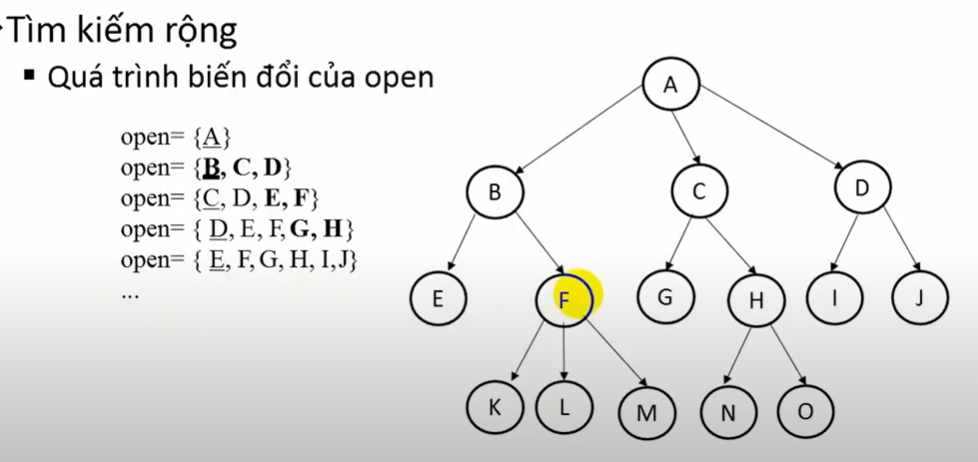 Tìm kiếm rộng
▪ Quá trình biến đổi của open
open= {A}
open= {B, C, D}
open= {C, D, E, F}
open= { D, E, F, G, H}
open= { E, F, G, H, I,J}
...
A
B C D
E F G H I J
K L M N O